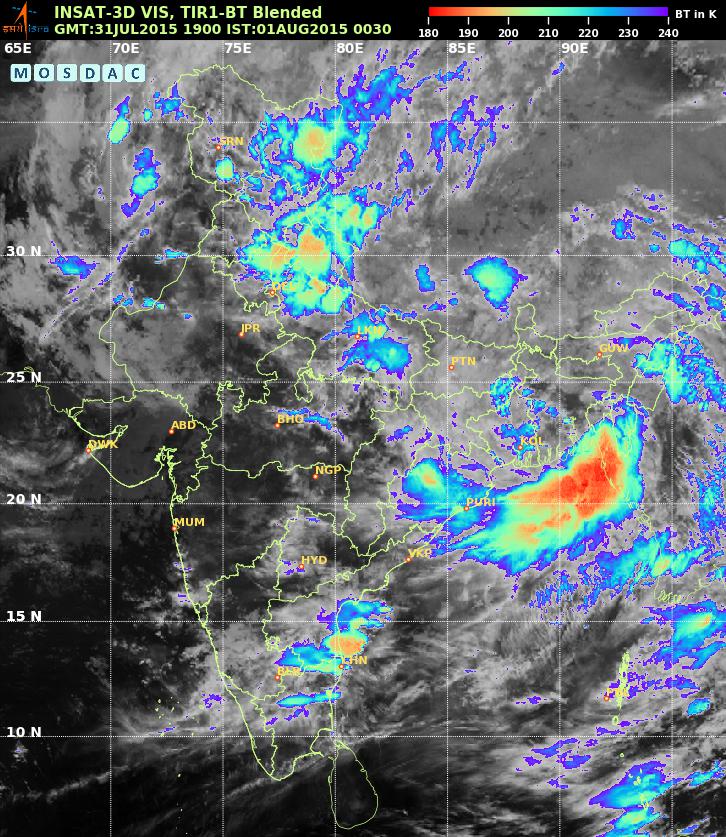 INSAT-3D VIS, TIR1-BT Blended
GMT:31JUL2015 1900 IST:01AUG2015 0030
BT in K
180 190 200 210 220 230 240
65E 70E 75E 80E 85E 90E
M O S D A C
SRN
30 N
DEL
JPR LKN
PTN GUW
25 N
ABD BHO
DWK KOL
NGP
20 N PURI
MUM
HYD VKP
15 N
CHN
10 N